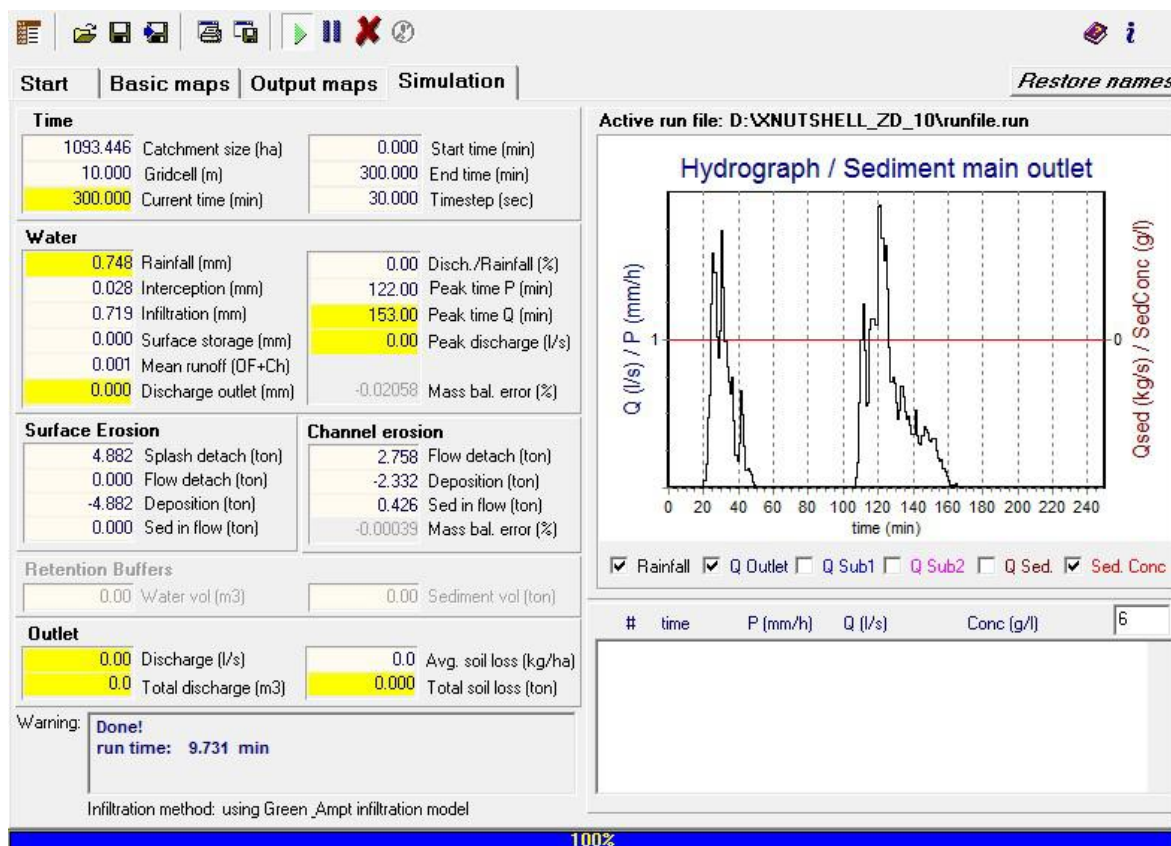 Start Basic maps Output maps Simulation Restore names
Time
1093.446 Catchment size (ha) 0.000 Start time (min)
10.000 Gridcell (m) 300.000 End time (min)
300.000 Current time (min) 30.000 Timestep (sec)
Water
0.748 Rainfall (mm) 0.00 Disch./Rainfall (%)
0.028 Interception (mm) 122.00 Peak time P (min)
0.719 Infiltration (mm) 153.00 Peak time Q (min)
0.000 Surface storage (mm) 0.00 Peak discharge (l/s)
0.001 Mean runoff (OF+Ch)
0.000 Discharge outlet (mm) -0.02058 Mass bal. error (%)
Surface Erosion
4.882 Splash detach (ton)
0.000 Flow detach (ton)
-4.882 Deposition (ton)
0.000 Sed in flow (ton)
Channel erosion
2.758 Flow detach (ton)
-2.332 Deposition (ton)
0.426 Sed in flow (ton)
-0.00039 Mass bal. error (%)
Retention Buffers
0.00 Water vol (m3) 0.00 Sediment vol (ton)
Outlet
0.00 Discharge (l/s) 0.0 Avg. soil loss (kg/ha)
0.0 Total discharge (m3) 0.000 Total soil loss (ton)
Warning: Done!
run time: 9.731 min
Infiltration method: using Green_Ampt infiltration model
Active run file: D:\XNUTSHELL_ZD_10\runfile.run
Hydrograph / Sediment main outlet
Q (l/s) / P (mm/h)
1
0
Qsed (kg/s) / SedConc (g/l)
0 20 40 60 80 100 120 140 160 180 200 220 240
time (min)
Rainfall Q Outlet Q Sub1 Q Sub2 Q Sed. Sed. Conc
# time P (mm/h) Q (l/s) Conc (g/l) 6
100%